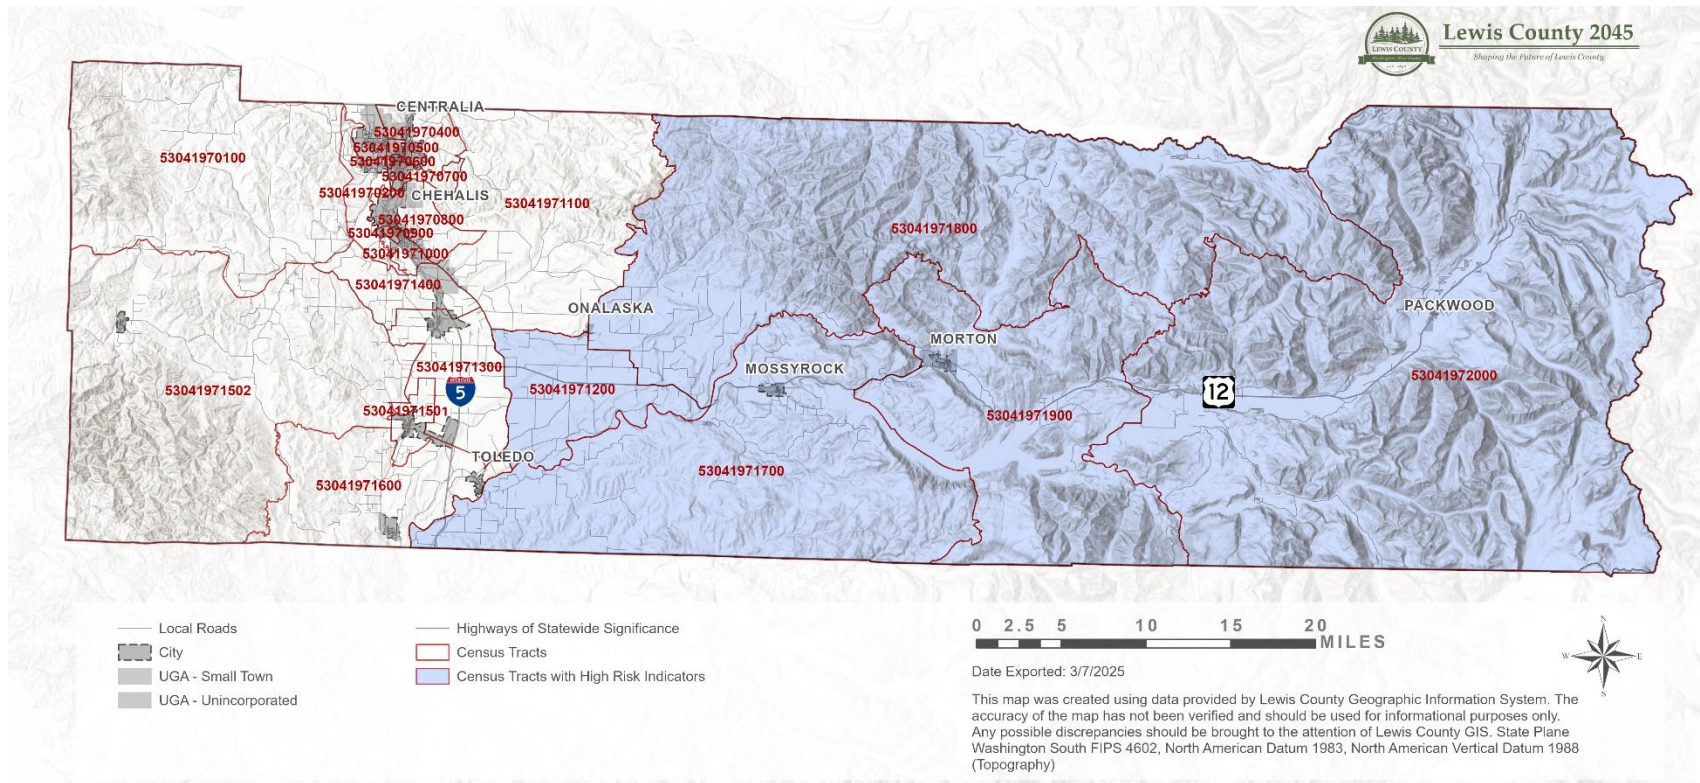 Lewis County 2045
Shaping the Future of Lewis County
LEWIS COUNTY
CENTRALIA
53041970400
53041970500
53041970100
53041970600
53041970700
53041970200
CHEHALIS
53041971100
53041970800
53041971800
53041970900
53041971000
53041971400
ONALASKA
PACKWOOD
MORTON
53041971300
MOSSYROCK
53041972000
53041971502
5
53041971200
12
53041971501
53041971900
TOLEDO
53041971700
53041971600
Local Roads
City
UGA - Small Town
UGA - Unincorporated
Highways of Statewide Significance
Census Tracts
Census Tracts with High Risk Indicators
0 2.5 5 10 15 20
MILES
Date Exported: 3/7/2025
This map was created using data provided by Lewis County Geographic Information System. The
accuracy of the map has not been verified and should be used for informational purposes only.
Any possible discrepancies should be brought to the attention of Lewis County GIS. State Plane
Washington South FIPS 4602, North American Datum 1983, North American Vertical Datum 1988
(Topography)
N
W E
S